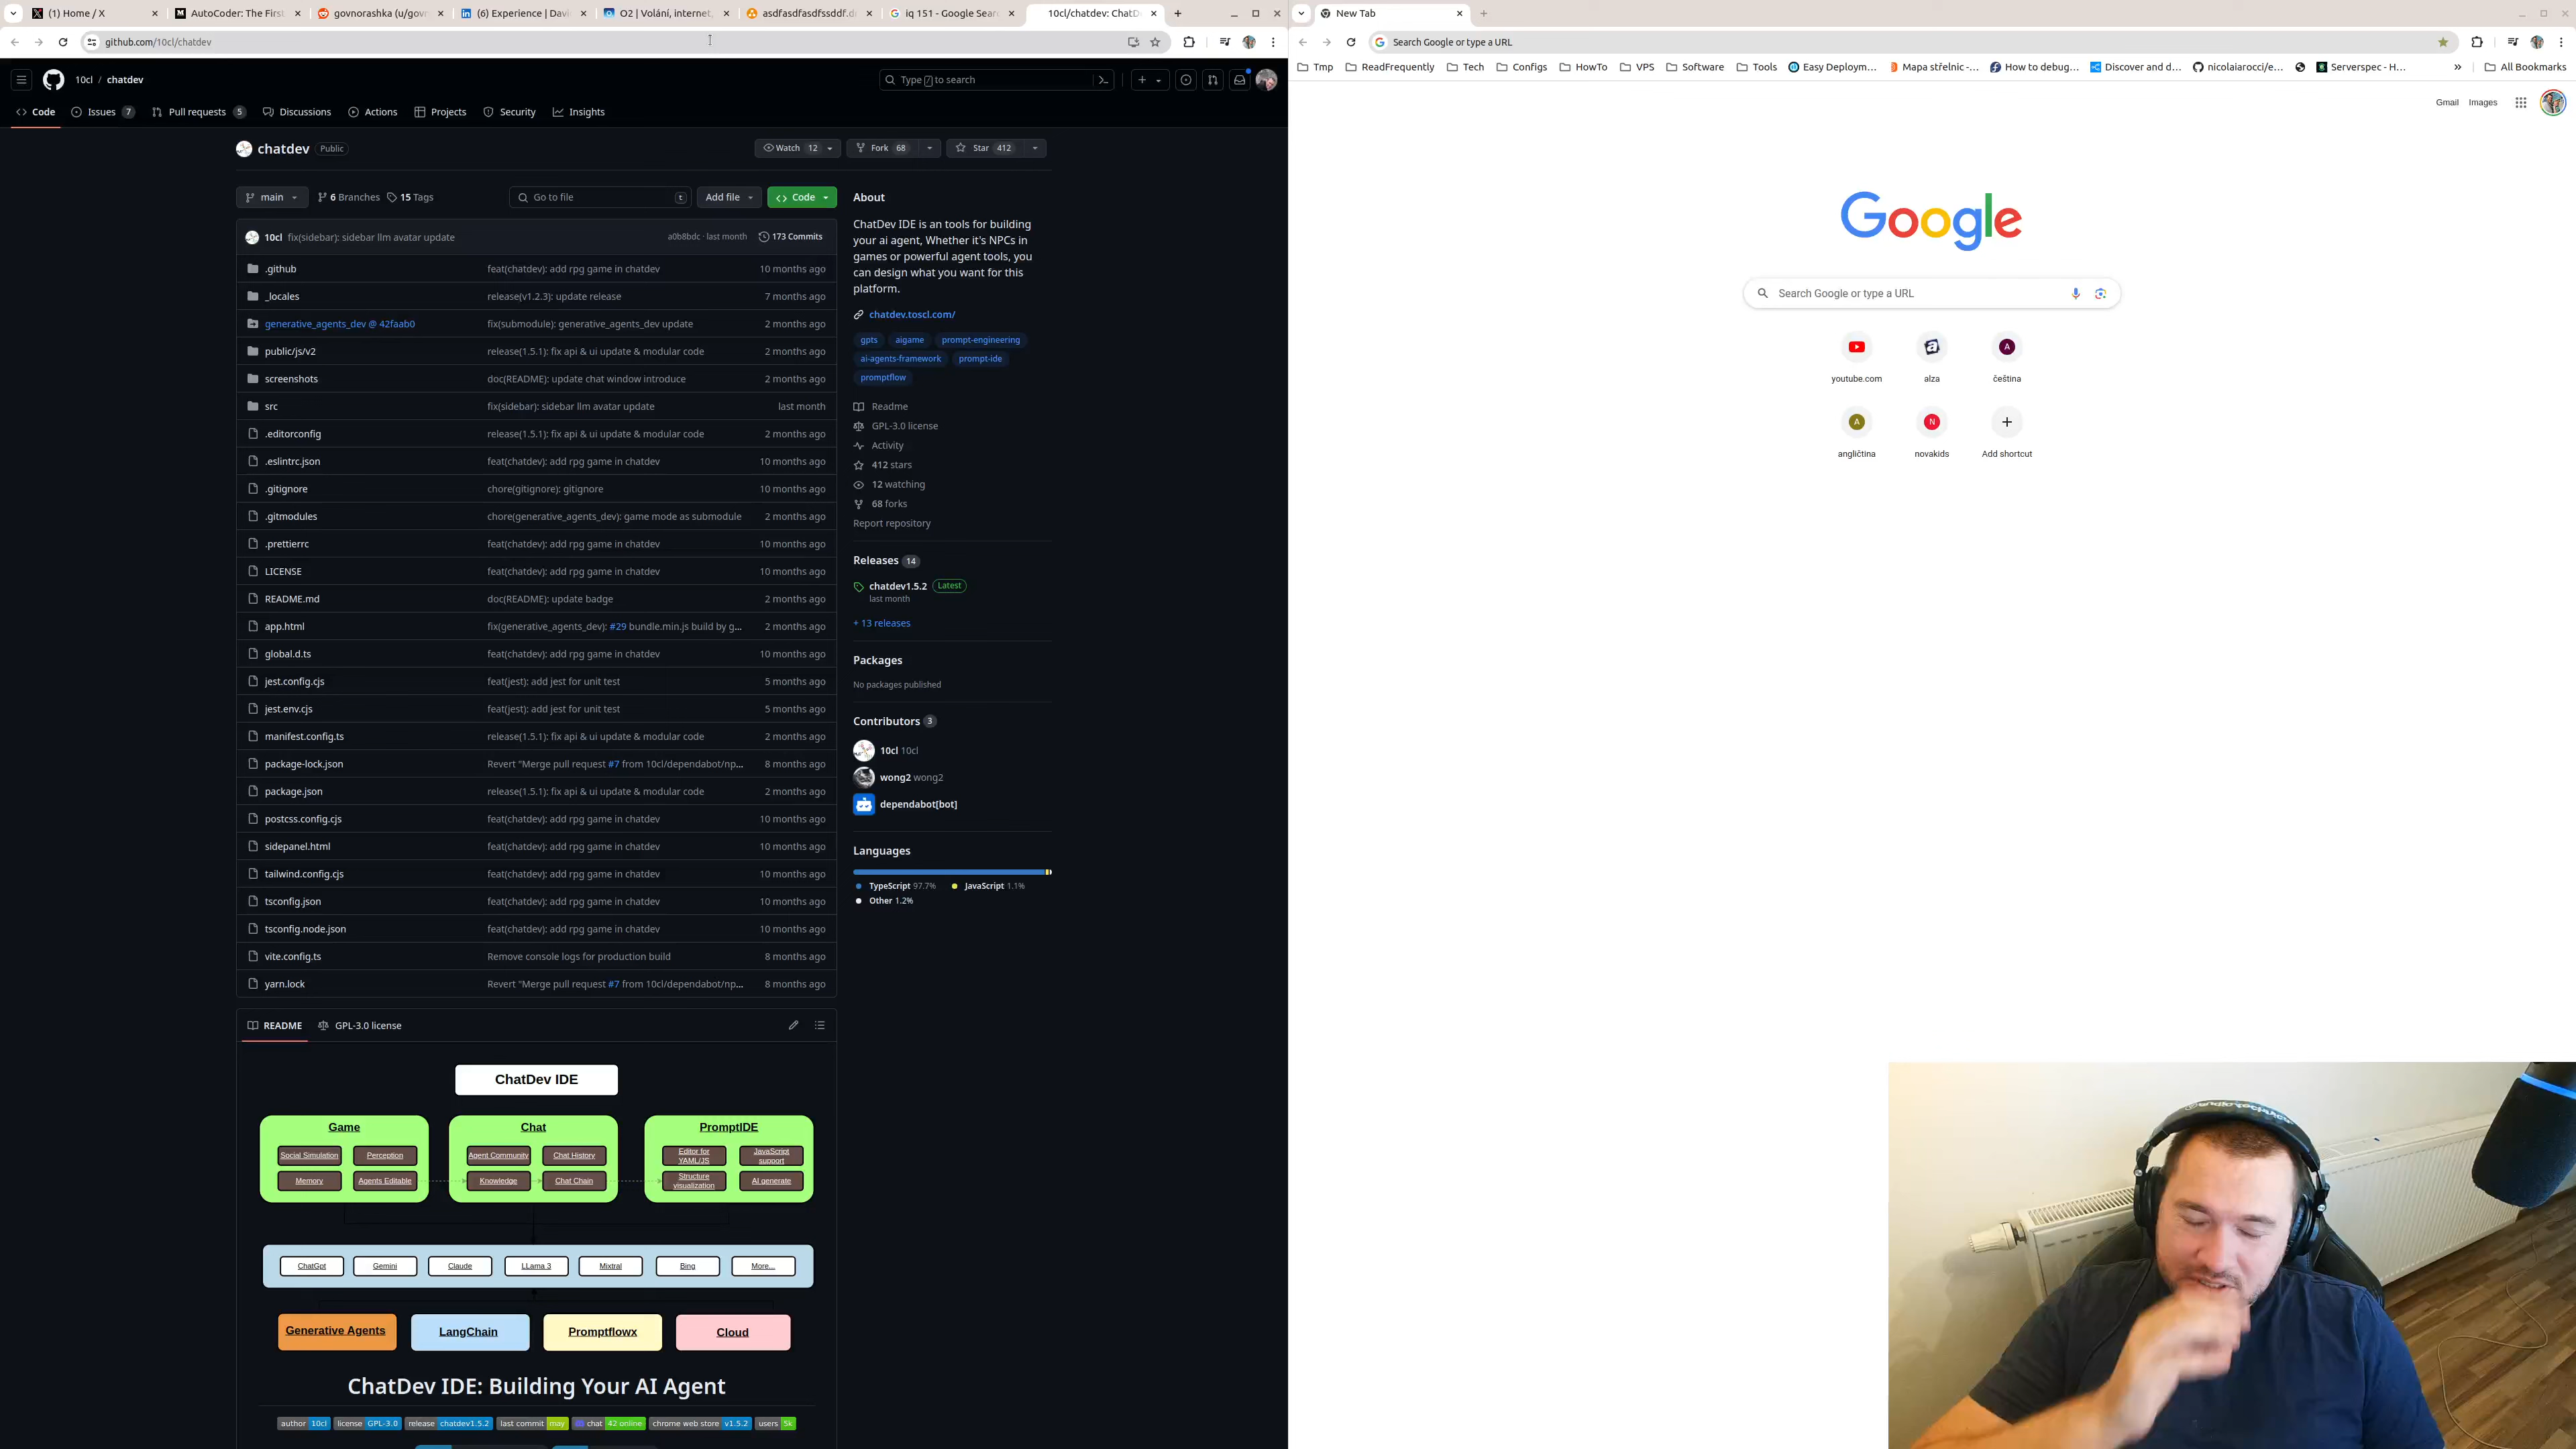 (1) Home / X
AutoCoder: The First
govnorashka (u/govn
(6) Experience | Davi
O2 | Volání, internet,
asdfasdfasdfssddf.d
iq 151 - Google Sear
10cl/chatdev: ChatD
New Tab
github.com/10cl/chatdev
Search Google or type a URL
Tmp
ReadFrequently
Tech
Configs
HowTo
VPS
Software
Tools
Easy Deploym...
Mapa střelnic -...
How to debug...
Discover and d...
nicolaiarocci/e...
Serverspec - H...
»
All Bookmarks
10cl / chatdev
Type / to search
Code
Issues 7
Pull requests 5
Discussions
Actions
Projects
Security
Insights
chatdev Public
Watch 12
Fork 68
Star 412
main
6 Branches
15 Tags
Go to file t
Add file
Code
10cl fix(sidebar): sidebar llm avatar update a0b8bdc · last month 173 Commits
.github feat(chatdev): add rpg game in chatdev 10 months ago
_locales release(v1.2.3): update release 7 months ago
generative_agents_dev @ 42faab0 fix(submodule): generative_agents_dev update 2 months ago
public/js/v2 release(1.5.1): fix api & ui update & modular code 2 months ago
screenshots doc(README): update chat window introduce 2 months ago
src fix(sidebar): sidebar llm avatar update last month
.editorconfig release(1.5.1): fix api & ui update & modular code 2 months ago
.eslintrc.json feat(chatdev): add rpg game in chatdev 10 months ago
.gitignore chore(gitignore): gitignore 10 months ago
.gitmodules chore(generative_agents_dev): game mode as submodule 2 months ago
.prettierrc feat(chatdev): add rpg game in chatdev 10 months ago
LICENSE feat(chatdev): add rpg game in chatdev 10 months ago
README.md doc(README): update badge 2 months ago
app.html fix(generative_agents_dev): #29 bundle.min.js build by g... 2 months ago
global.d.ts feat(chatdev): add rpg game in chatdev 10 months ago
jest.config.cjs feat(jest): add jest for unit test 5 months ago
jest.env.cjs feat(jest): add jest for unit test 5 months ago
manifest.config.ts release(1.5.1): fix api & ui update & modular code 2 months ago
package-lock.json Revert "Merge pull request #7 from 10cl/dependabot/np... 8 months ago
package.json release(1.5.1): fix api & ui update & modular code 2 months ago
postcss.config.cjs feat(chatdev): add rpg game in chatdev 10 months ago
sidepanel.html feat(chatdev): add rpg game in chatdev 10 months ago
tailwind.config.cjs feat(chatdev): add rpg game in chatdev 10 months ago
tsconfig.json feat(chatdev): add rpg game in chatdev 10 months ago
tsconfig.node.json feat(chatdev): add rpg game in chatdev 10 months ago
vite.config.ts Remove console logs for production build 8 months ago
yarn.lock Revert "Merge pull request #7 from 10cl/dependabot/np... 8 months ago
README
GPL-3.0 license
ChatDev IDE
Game
Social Simulation
Perception
Memory
Agents Editable
Chat
Agent Community
Chat History
Knowledge
Chat Chain
PromptIDE
Editor for
YAML/JS
JavaScript
support
Structure
visualization
AI generate
ChatGpt
Gemini
Claude
LLama 3
Mixtral
Bing
More...
Generative Agents
LangChain
Promptflowx
Cloud
ChatDev IDE: Building Your AI Agent
author 10cl
license GPL-3.0
release chatdev1.5.2
last commit may
chat 42 online
chrome web store v1.5.2
users 5k
About
ChatDev IDE is an tools for building
your ai agent, Whether it's NPCs in
games or powerful agent tools, you
can design what you want for this
platform.
chatdev.toscl.com/
gpts
aigame
prompt-engineering
ai-agents-framework
prompt-ide
promptflow
Readme
GPL-3.0 license
Activity
412 stars
12 watching
68 forks
Report repository
Releases 14
chatdev1.5.2 Latest
last month
+ 13 releases
Packages
No packages published
Contributors 3
10cl 10cl
wong2 wong2
dependabot[bot]
Languages
TypeScript 97.7%
JavaScript 1.1%
Other 1.2%
Gmail
Images
Google
Search Google or type a URL
youtube.com
a
alza
A
čeština
A
angličtina
N
novakids
Add shortcut